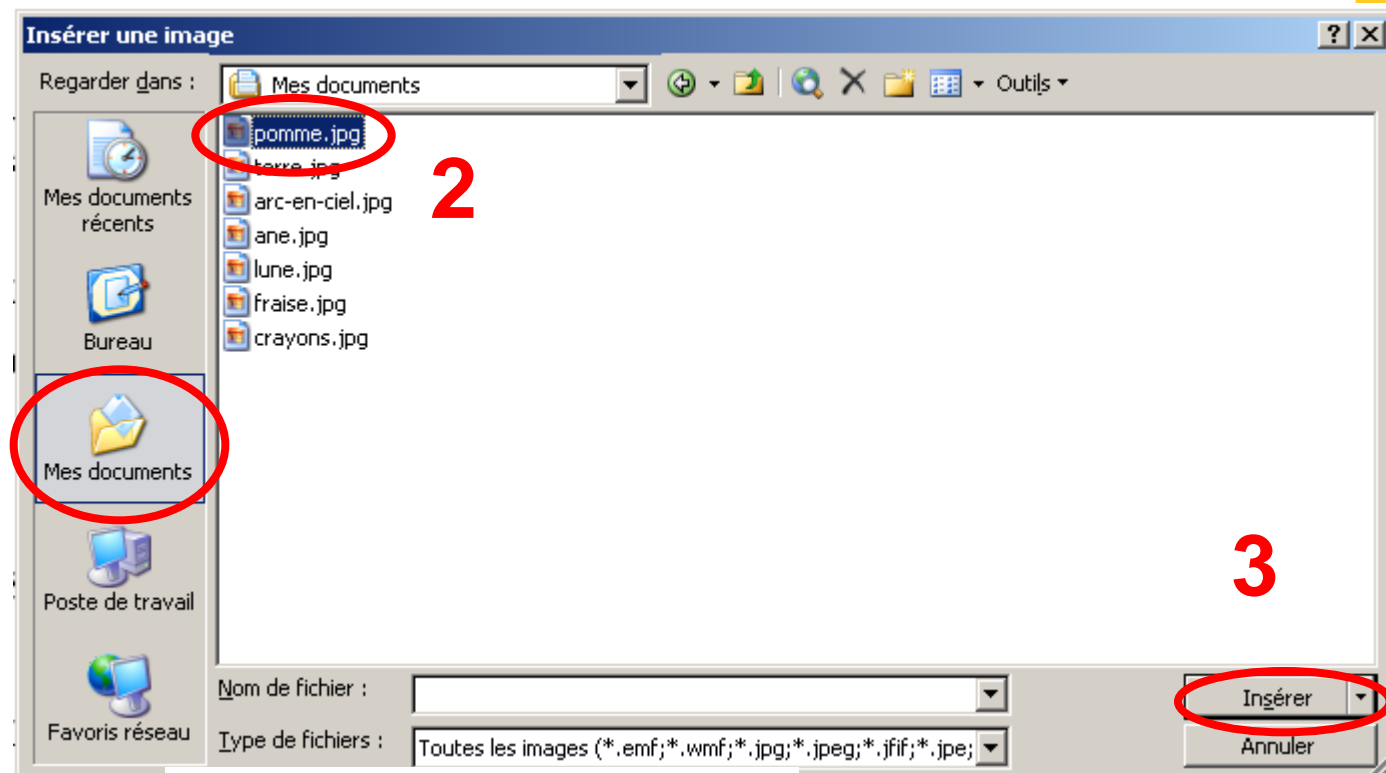 Insérer une image
Regarder dans :
Mes documents
Outils
Mes documents
récents
Bureau
Mes documents
Poste de travail
Favoris réseau
pomme.jpg
terre.jpg
arc-en-ciel.jpg
ane.jpg
lune.jpg
fraise.jpg
crayons.jpg
2
3
Nom de fichier :
Insérer
Type de fichiers :
Toutes les images (*.emf;*.wmf;*.jpg;*.jpeg;*.jfif;*.jpe;
Annuler